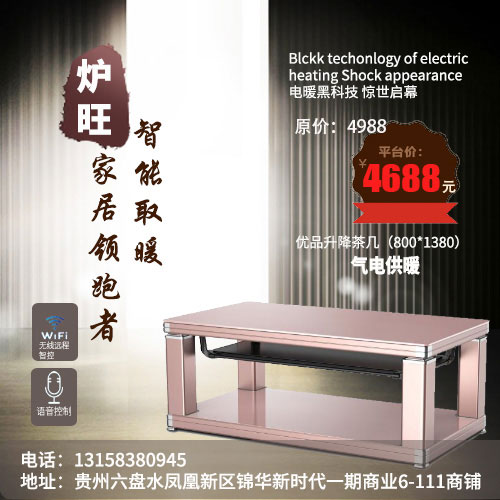 Blckk techonlogy of electric
heating Shock appearance
电暖黑科技 惊世启幕
原价：4988
平台价：
¥4688元
优品升降茶几（800*1380）
气电供暖
炉旺
智能取暖
家居领跑者
WiFi
无线远程
智控
语音控制
电话：13158380945
地址：贵州六盘水凤凰新区锦华新时代一期商业6-111商铺